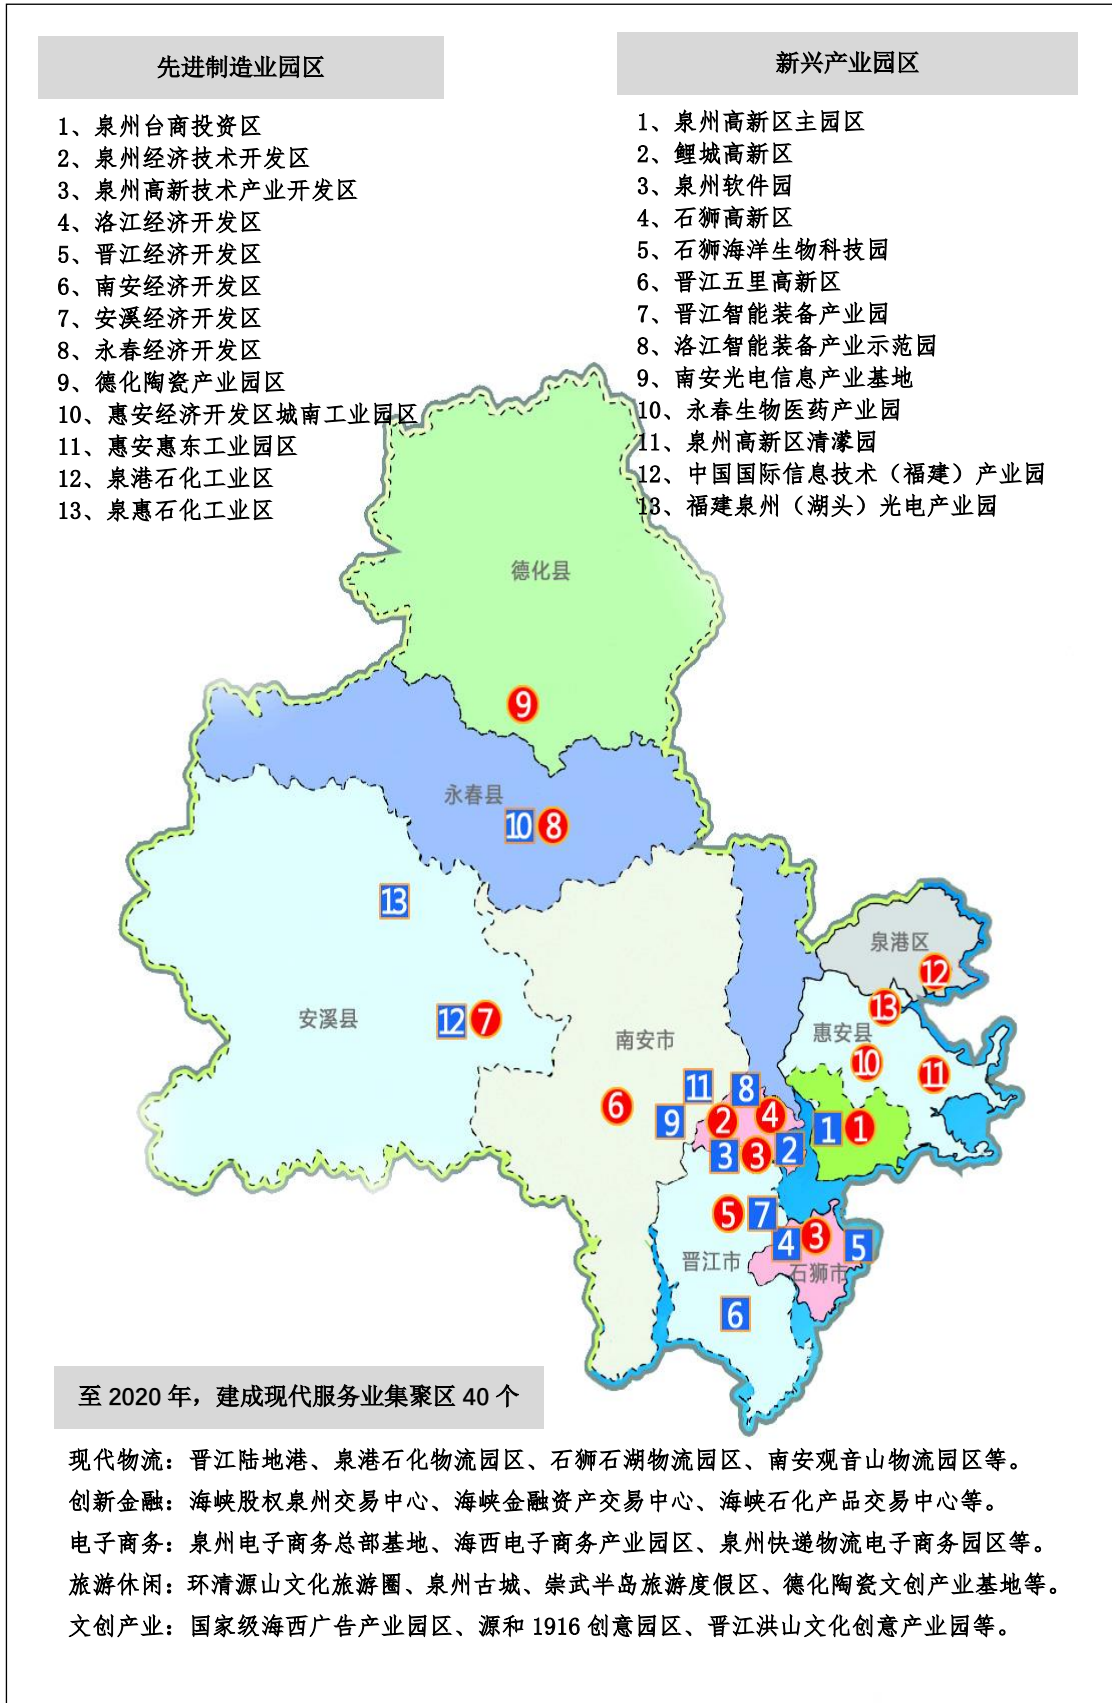 先进制造业园区
1、泉州台商投资区
2、泉州经济技术开发区
3、泉州高新技术产业开发区
4、洛江经济开发区
5、晋江经济开发区
6、南安经济开发区
7、安溪经济开发区
8、永春经济开发区
9、德化陶瓷产业园区
10、惠安经济开发区城南工业园区
11、惠安惠东工业园区
12、泉港石化工业区
13、泉惠石化工业区
新兴产业园区
1、泉州高新区主园区
2、鲤城高新区
3、泉州软件园
4、石狮高新区
5、石狮海洋生物科技园
6、晋江五里高新区
7、晋江智能装备产业园
8、洛江智能装备产业示范园
9、南安光电信息产业基地
10、永春生物医药产业园
11、泉州高新区清濛园
12、中国国际信息技术（福建）产业园
13、福建泉州（湖头）光电产业园
德化县
9
永春县
10 8
13
泉港区
12
13
安溪县
12 7
南安市
惠安县
10
11
6
11
8
9
2
4
1 1
3 3 2
5 7
4 3 5
晋江市
石狮市
6
至 2020 年，建成现代服务业集聚区 40 个
现代物流：晋江陆地港、泉港石化物流园区、石狮石湖物流园区、南安观音山物流园区等。
创新金融：海峡股权泉州交易中心、海峡金融资产交易中心、海峡石化产品交易中心等。
电子商务：泉州电子商务总部基地、海西电子商务产业园区、泉州快递物流电子商务园区等。
旅游休闲：环清源山文化旅游圈、泉州古城、崇武半岛旅游度假区、德化陶瓷文创产业基地等。
文创产业：国家级海西广告产业园区、源和 1916 创意园区、晋江洪山文化创意产业园等。